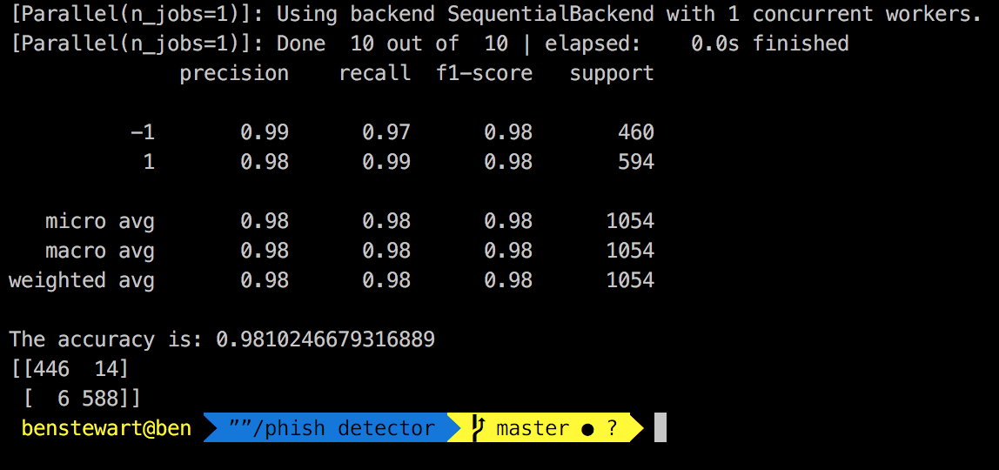 [Parallel(n_jobs=1)]: Using backend SequentialBackend with 1 concurrent workers.
[Parallel(n_jobs=1)]: Done  10 out of  10 | elapsed:    0.0s finished
              precision    recall  f1-score   support

          -1       0.99      0.97      0.98       460
           1       0.98      0.99      0.98       594

   micro avg       0.98      0.98      0.98      1054
   macro avg       0.98      0.98      0.98      1054
weighted avg       0.98      0.98      0.98      1054

The accuracy is: 0.9810246679316889
[[446  14]
 [  6 588]]
benstewart@ben ””/phish detector master ● ?